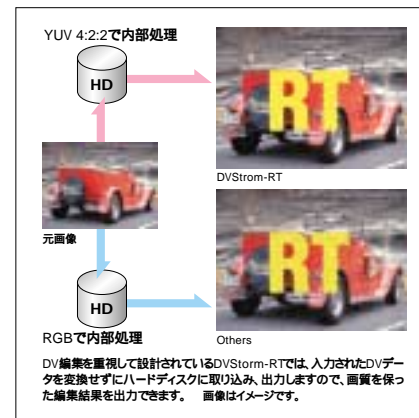 YUV 4:2:2で内部処理
HD
RT
DVStrom-RT
元画像
HD
RT
RGBで内部処理
Others
DV編集を重視して設計されているDVStorm-RTでは、入力されたDVデー
タを変換せずにハードディスクに取り込み、出力しますので、画質を保っ
た編集結果を出力できます。 画像はイメージです。